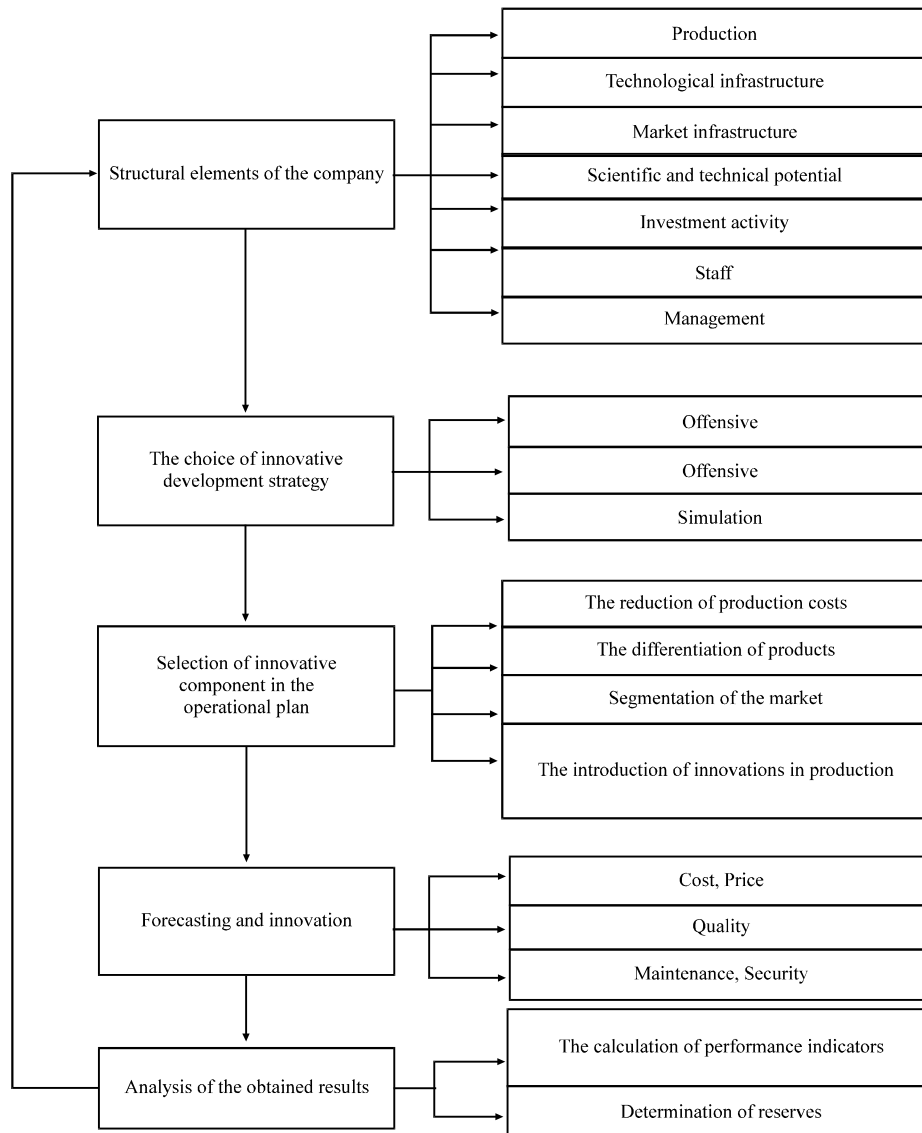 Production
Technological infrastructure
Market infrastructure
Structural elements of the company
Scientific and technical potential
Investment activity
Staff
Management
The choice of innovative
development strategy
Offensive
Offensive
Simulation
Selection of innovative
component in the
operational plan
The reduction of production costs
The differentiation of products
Segmentation of the market
The introduction of innovations in production
Forecasting and innovation
Cost, Price
Quality
Maintenance, Security
Analysis of the obtained results
The calculation of performance indicators
Determination of reserves